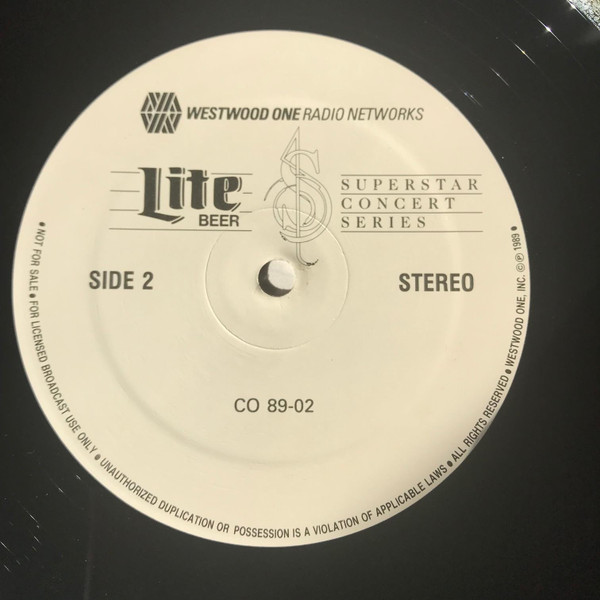 WESTWOOD ONE RADIO NETWORKS
Lite
BEER
SUPERSTAR
CONCERT
SERIES
SIDE 2
STEREO
CO 89-02
• NOT FOR SALE • FOR LICENSED BROADCAST USE ONLY • UNAUTHORIZED DUPLICATION OR POSSESSION IS A VIOLATION OF APPLICABLE LAWS • ALL RIGHTS RESERVED • WESTWOOD ONE, INC. © ℗ 1989 •